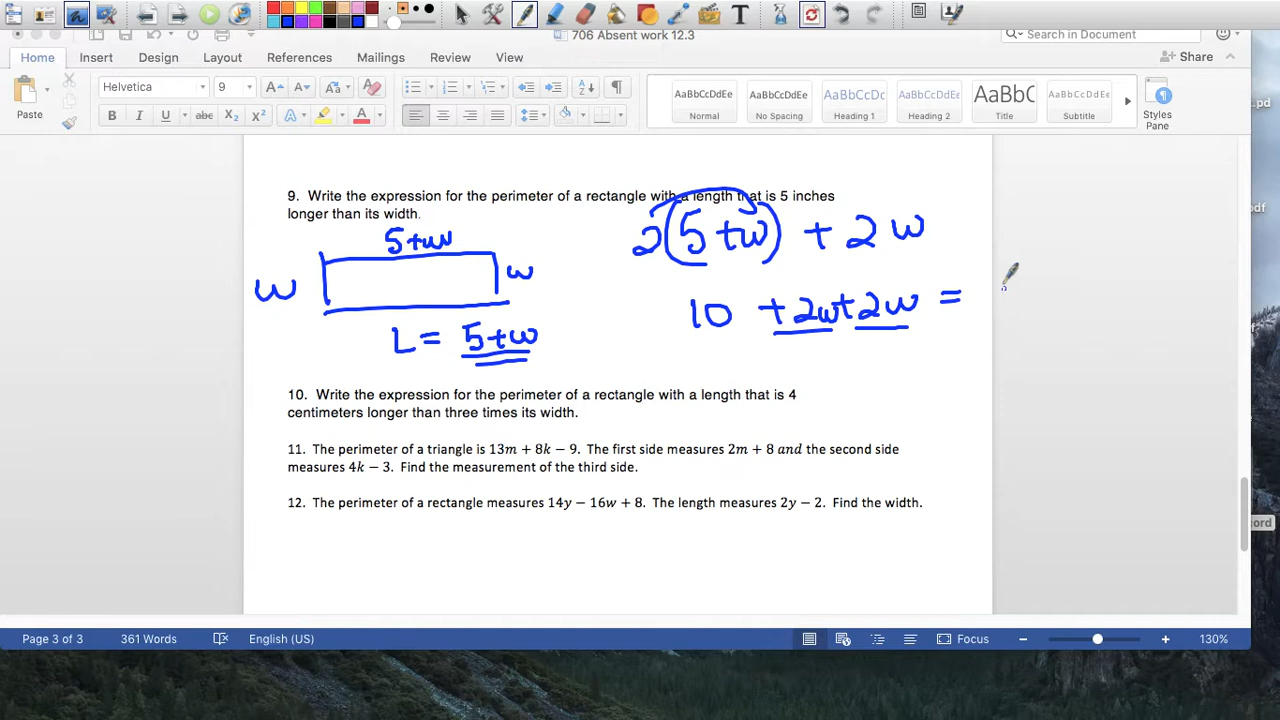 706 Absent work 12.3
Search in Document
Home Insert Design Layout References Mailings Review View
Share
Paste
Helvetica 9
B I U abc X₂ X² A A
AaBbCcDdEe AaBbCcDdEe AaBbCcDc AaBbCcDdEe AaBbC AaBbCcDdEe
Normal No Spacing Heading 1 Heading 2 Title Subtitle
Styles
Pane
.pd
pdf
9. Write the expression for the perimeter of a rectangle with a length that is 5 inches
longer than its width.
5+w
2(5+w) + 2w
w
w
10 +2w+2w =
L= 5+w
10. Write the expression for the perimeter of a rectangle with a length that is 4
centimeters longer than three times its width.
11. The perimeter of a triangle is 13m + 8k − 9. The first side measures 2m + 8 and the second side
measures 4k − 3. Find the measurement of the third side.
12. The perimeter of a rectangle measures 14y − 16w + 8. The length measures 2y − 2. Find the width.
ord
Page 3 of 3 361 Words English (US) Focus 130%